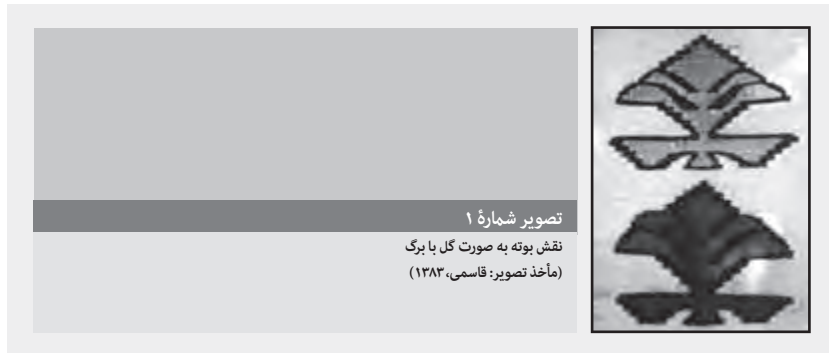 تصویر شمارهٔ ۱
نقش بوته به صورت گل با برگ
(مأخذ تصویر: قاسمی، ۱۳۸۳)